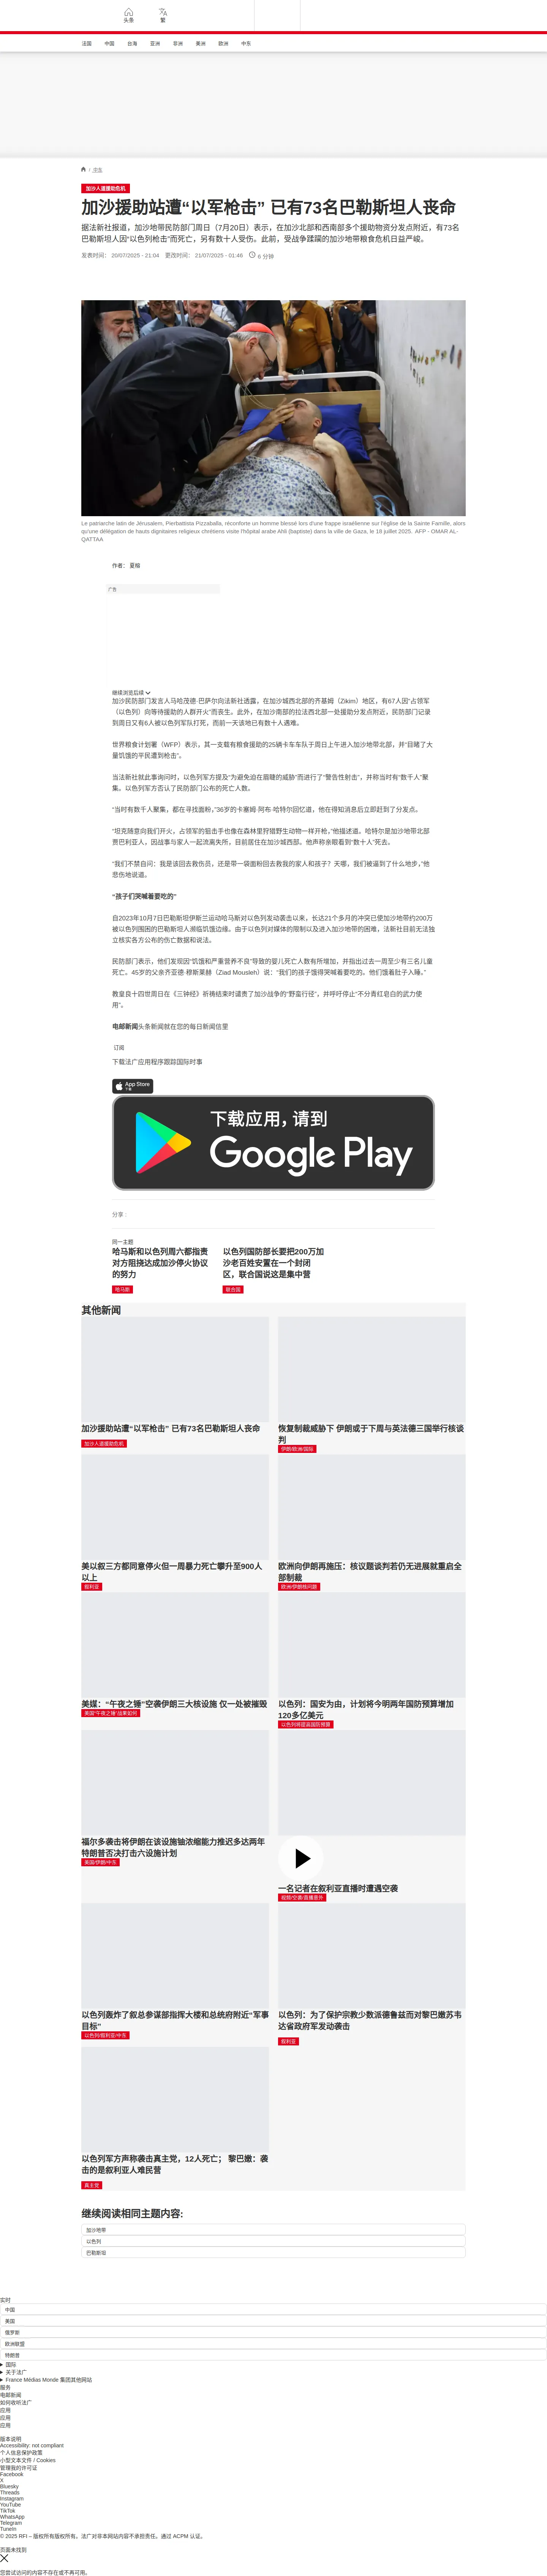 头条
繁
法国
中国
台海
亚洲
非洲
美洲
欧洲
中东
/ 中东
加沙人道援助危机
加沙援助站遭“以军枪击” 已有73名巴勒斯坦人丧命
据法新社报道，加沙地带民防部门周日（7月20日）表示，在加沙北部和西南部多个援助物资分发点附近，有73名
巴勒斯坦人因“以色列枪击”而死亡，另有数十人受伤。此前，受战争蹂躏的加沙地带粮食危机日益严峻。
发表时间： 20/07/2025 - 21:04 更改时间： 21/07/2025 - 01:48 6 分钟
Le patriarche latin de Jérusalem, Pierbattista Pizzaballa, réconforte un homme blessé lors d'une frappe israélienne sur l'église de la Sainte Famille, alors
qu'une délégation de hauts dignitaires religieux chrétiens visite l'hôpital arabe Ahli (baptiste) dans la ville de Gaza, le 18 juillet 2025. AFP - OMAR AL-
QATTAA
作者： 夏榕
广告
继续浏览后续
加沙民防部门发言人马哈茂德·巴萨尔向法新社透露，在加沙城西北部的齐基姆（Zikim）地区，有67人因“占领军
（以色列）向等待援助的人群开火”而丧生。此外，在加沙南部的拉法西北部一处援助分发点附近，民防部门记录
到周日又有6人被以色列军队打死，而前一天该地已有数十人遇难。
世界粮食计划署（WFP）表示，其一支载有粮食援助的25辆卡车车队于周日上午进入加沙地带北部，并“目睹了大
量饥饿的平民遭到枪击”。
当法新社就此事询问时，以色列军方提及“为避免迫在眉睫的威胁”而进行了“警告性射击”，并称当时有“数千人”聚
集。以色列军方否认了民防部门公布的死亡人数。
“当时有数千人聚集，都在寻找面粉，”36岁的卡塞姆·阿布·哈特尔回忆道，他在得知消息后立即赶到了分发点。
“坦克随意向我们开火，占领军的狙击手也像在森林里狩猎野生动物一样开枪，”他描述道。哈特尔是加沙地带北部
贾巴利亚人，因战事与家人一起流离失所，目前居住在加沙城西部。他声称亲眼看到“数十人”死去。
“我们不禁自问：我是该回去救伤员，还是带一袋面粉回去救我的家人和孩子？天哪，我们被逼到了什么地步，”他
悲伤地说道。
“孩子们哭喊着要吃的”
自2023年10月7日巴勒斯坦伊斯兰运动哈马斯对以色列发动袭击以来，长达21个多月的冲突已使加沙地带约200万
被以色列围困的巴勒斯坦人濒临饥饿边缘。由于以色列对媒体的限制以及进入加沙地带的困难，法新社目前无法独
立核实各方公布的伤亡数据和说法。
民防部门表示，他们发现因“饥饿和严重营养不良”导致的婴儿死亡人数有所增加，并指出过去一周至少有三名儿童
死亡。45岁的父亲齐亚德·穆斯莱赫（Ziad Mousleh）说：“我们的孩子饿得哭喊着要吃的。他们饿着肚子入睡。”
教皇良十四世周日在《三钟经》祈祷结束时谴责了加沙战争的“野蛮行径”，并呼吁停止“不分青红皂白的武力使
用”。
电邮新闻头条新闻就在您的每日新闻信里
订阅
下载法广应用程序跟踪国际时事
App Store
下载
下载应用，请到
Google Play
分享 :
同一主题
哈马斯和以色列周六都指责
对方阻挠达成加沙停火协议
的努力
哈马斯
以色列国防部长要把200万加
沙老百姓安置在一个封闭
区，联合国说这是集中营
联合国
其他新闻
加沙援助站遭“以军枪击” 已有73名巴勒斯坦人丧命
加沙人道援助危机
恢复制裁威胁下 伊朗或于下周与英法德三国举行核谈
判
伊朗/欧洲/国际
美以叙三方都同意停火但一周暴力死亡攀升至900人
以上
叙利亚
欧洲向伊朗再施压：核议题谈判若仍无进展就重启全
部制裁
欧洲/伊朗核问题
美媒：“午夜之锤”空袭伊朗三大核设施 仅一处被摧毁
美国“午夜之锤”战果如何
以色列：国安为由，计划将今明两年国防预算增加
120多亿美元
以色列将提高国防预算
福尔多袭击将伊朗在该设施铀浓缩能力推迟多达两年
特朗普否决打击六设施计划
美国/伊朗/中东
一名记者在叙利亚直播时遭遇空袭
视频/空袭/直播意外
以色列轰炸了叙总参谋部指挥大楼和总统府附近“军事
目标”
以色列/叙利亚/中东
以色列：为了保护宗教少数派德鲁兹而对黎巴嫩苏韦
达省政府军发动袭击
叙利亚
以色列军方声称袭击真主党，12人死亡； 黎巴嫩：袭
击的是叙利亚人难民营
真主党
继续阅读相同主题内容:
加沙地带
以色列
巴勒斯坦
实时
中国
美国
俄罗斯
欧洲联盟
特朗普
国际
关于法广
France Médias Monde 集团其他网站
服务
电邮新闻
如何收听法广
应用
应用
应用
版本说明
Accessibility: not compliant
个人信息保护政策
小型文本文件 / Cookies
管理我的许可证
Facebook
X
Bluesky
Threads
Instagram
YouTube
TikTok
WhatsApp
Telegram
TuneIn
© 2025 RFI – 版权所有版权所有。法广对非本网站内容不承担责任。通过 ACPM 认证。
页面未找到
您尝试访问的内容不存在或不再可用。